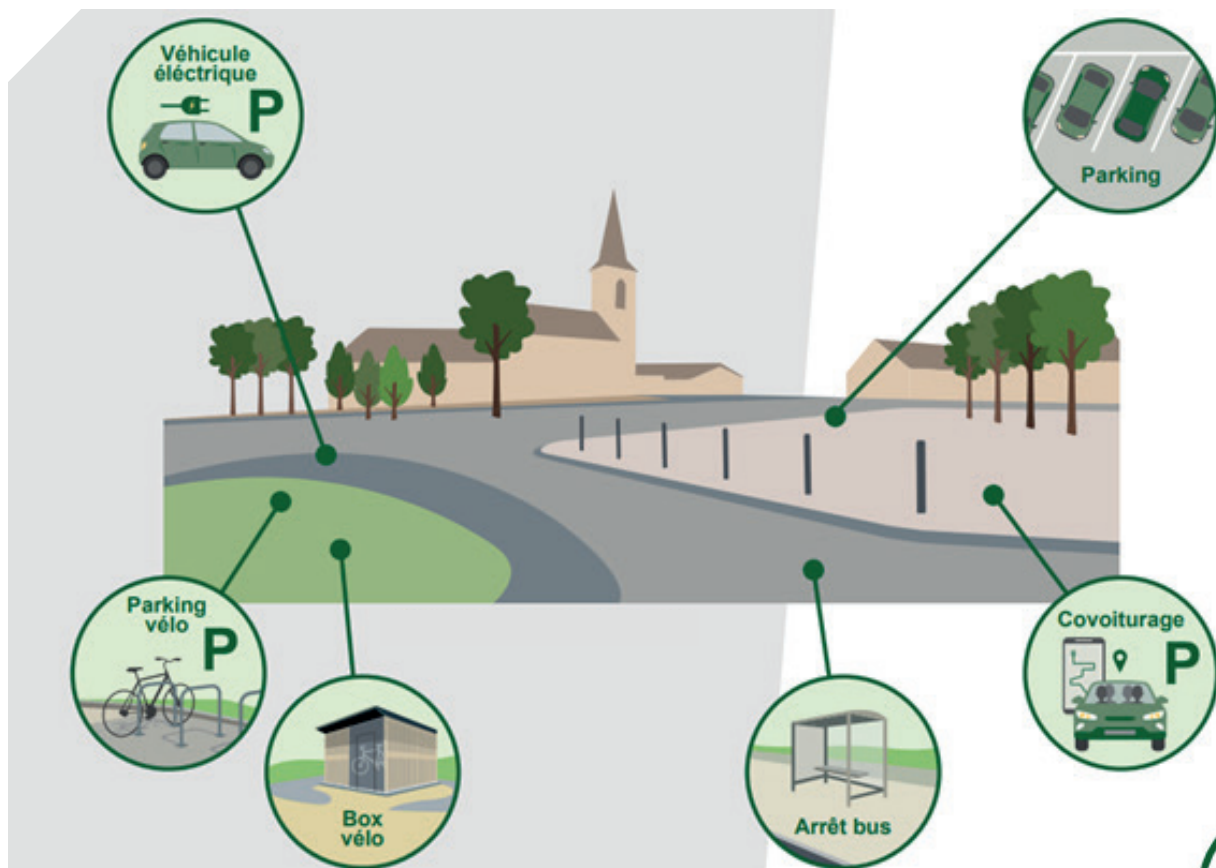 Véhicule
éléctrique
P
Parking
Parking
vélo
P
Box
vélo
Arrêt bus
Covoiturage
P